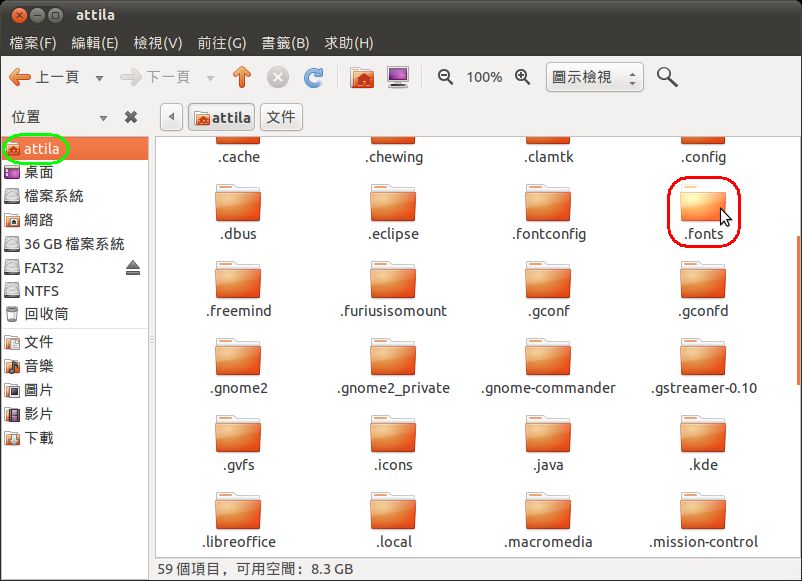 attila
檔案(F) 編輯(E) 檢視(V) 前往(G) 書籤(B) 求助(H)
上一頁 下一頁 100% 圖示檢視
位置 attila 文件
attila
桌面
檔案系統
網路
36 GB 檔案系統
FAT32
NTFS
回收筒
文件
音樂
圖片
影片
下載
.cache .chewing .clamtk .config
.dbus .eclipse .fontconfig .fonts
.freemind .furiusisomount .gconf .gconfd
.gnome2 .gnome2_private .gnome-commander .gstreamer-0.10
.gvfs .icons .java .kde
.libreoffice .local .macromedia .mission-control
59 個項目，可用空間：8.3 GB